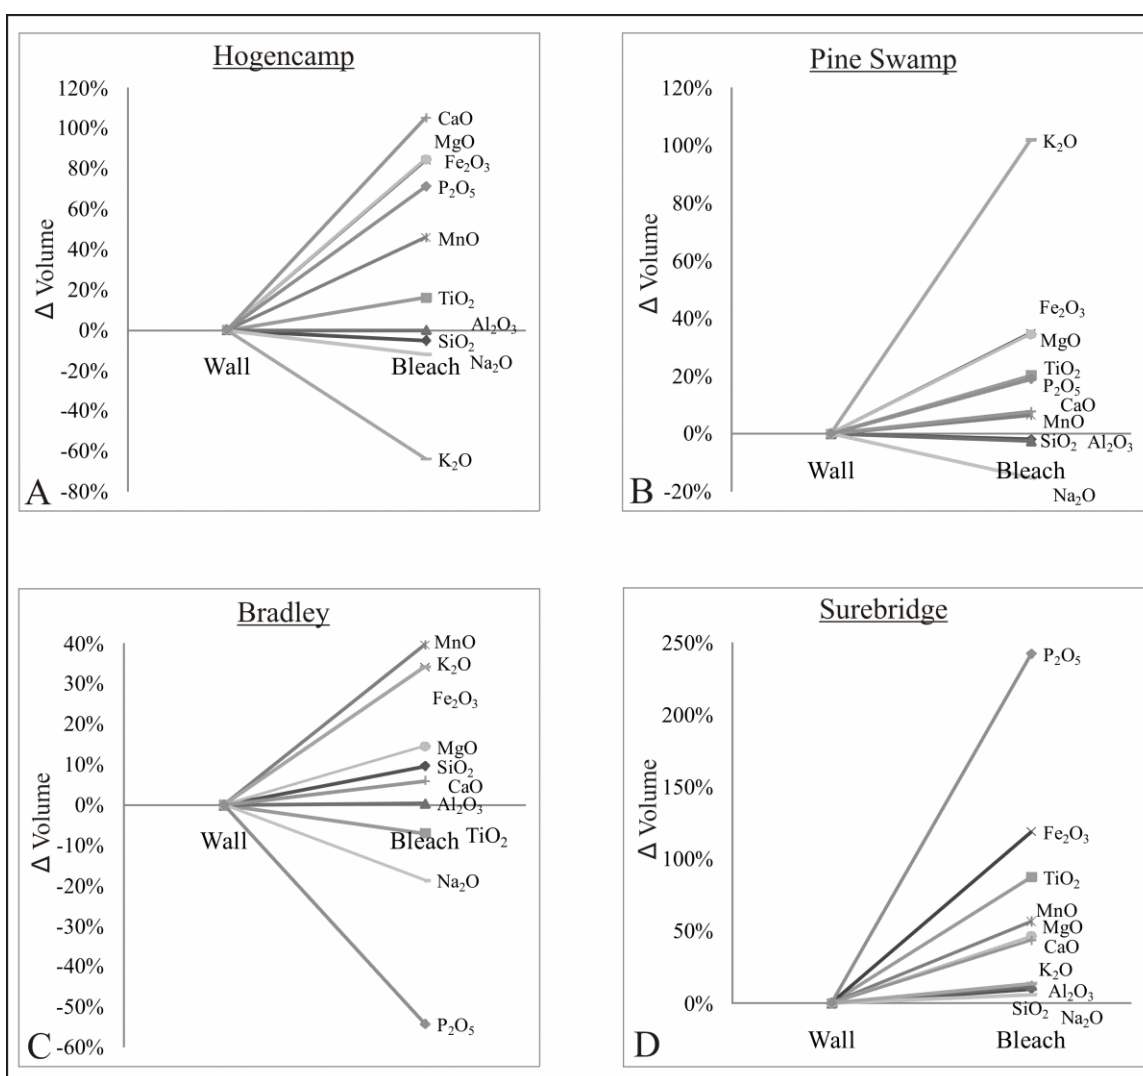 Hogencamp
120%
100%
80%
60%
40%
20%
0%
-20%
-40%
-60%
-80%
Δ Volume
CaO
MgO
Fe₂O₃
P₂O₅
MnO
TiO₂
Al₂O₃
SiO₂
Na₂O
K₂O
Wall
Bleach
A
Pine Swamp
120%
100%
80%
60%
40%
20%
0%
-20%
Δ Volume
K₂O
Fe₂O₃
MgO
TiO₂
P₂O₅
CaO
MnO
SiO₂ Al₂O₃
Na₂O
Wall
Bleach
B
Bradley
40%
30%
20%
10%
0%
-10%
-20%
-30%
-40%
-50%
-60%
Δ Volume
MnO
K₂O
Fe₂O₃
MgO
SiO₂
CaO
Al₂O₃
TiO₂
Na₂O
P₂O₅
Wall
Bleach
C
Surebridge
250%
200%
150%
100%
50%
0%
Δ Volume
P₂O₅
Fe₂O₃
TiO₂
MnO
MgO
CaO
K₂O
Al₂O₃
SiO₂
Na₂O
Wall
Bleach
D